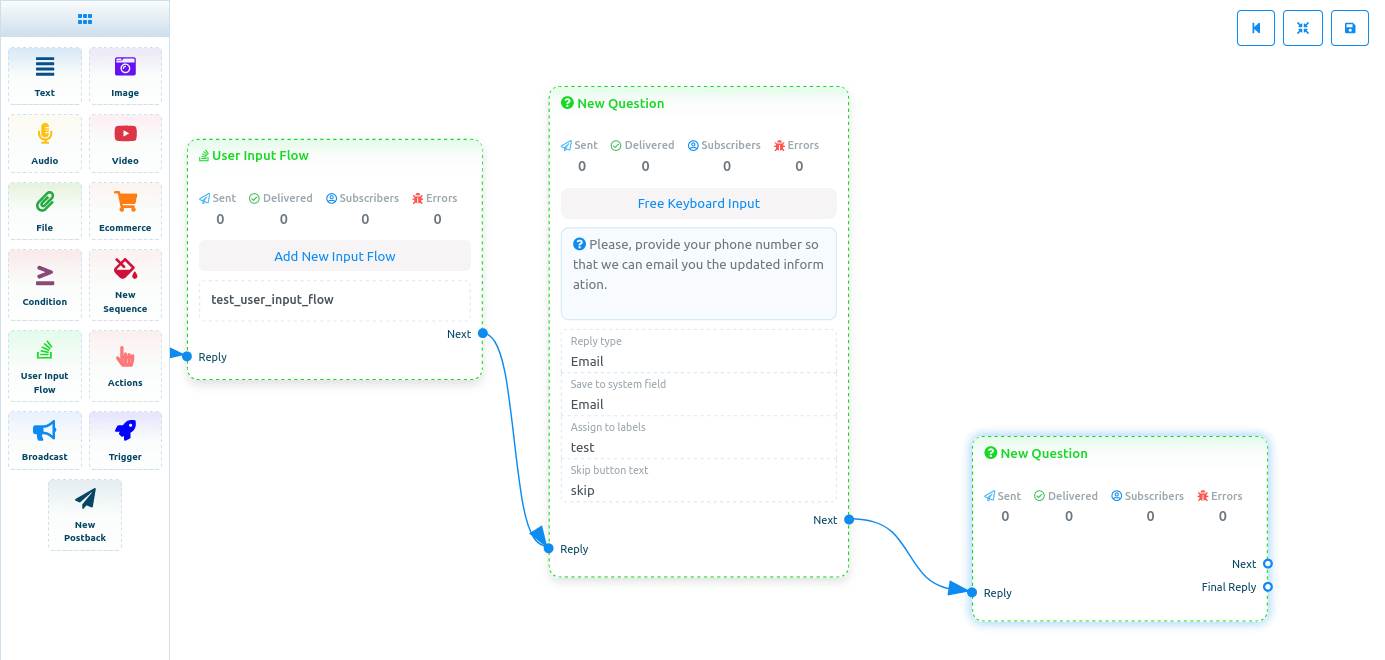 Text
Image
Audio
Video
File
Ecommerce
Condition
New
Sequence
User Input
Flow
Actions
Broadcast
Trigger
New
Postback
User Input Flow
Sent Delivered Subscribers Errors
0 0 0 0
Add New Input Flow
test_user_input_flow
Next
Reply
New Question
Sent Delivered Subscribers Errors
0 0 0 0
Free Keyboard Input
Please, provide your phone number so
that we can email you the updated inform
ation.
Reply type
Email
Save to system field
Email
Assign to labels
test
Skip button text
skip
Next
Reply
New Question
Sent Delivered Subscribers Errors
0 0 0 0
Next
Final Reply
Reply